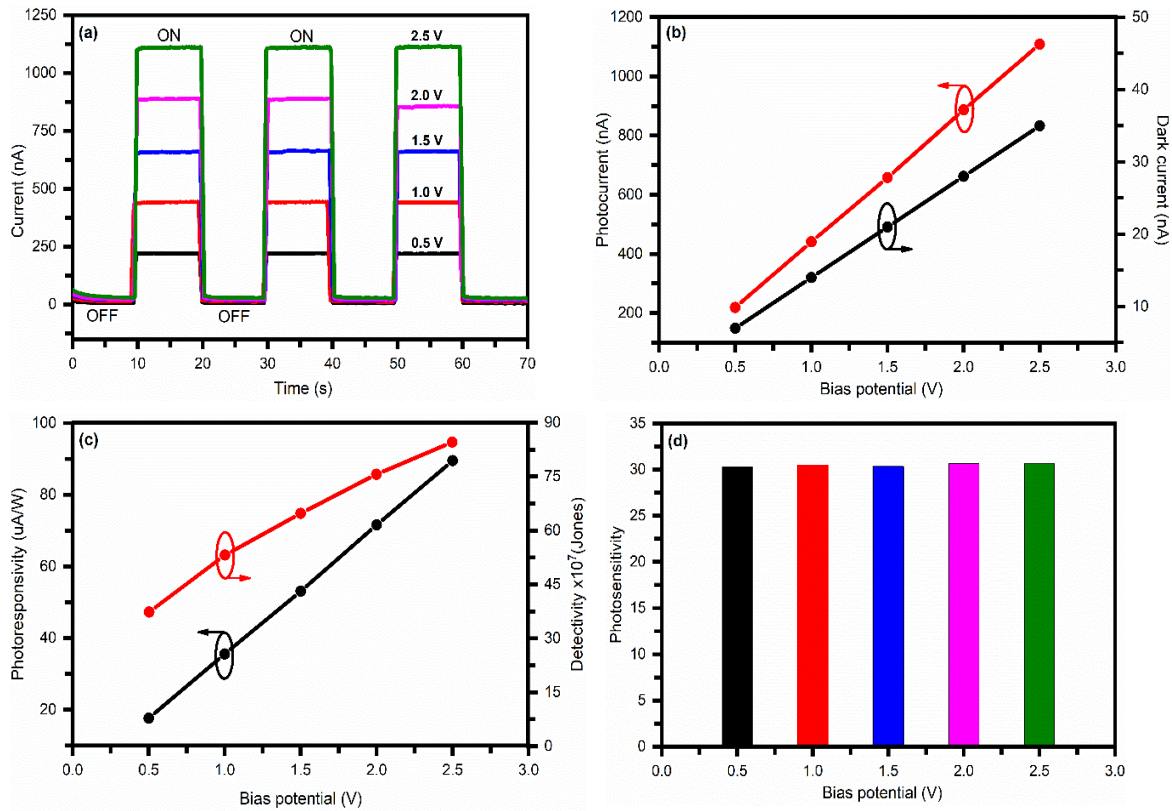 (a)
ON
ON
2.5 V
2.0 V
1.5 V
1.0 V
0.5 V
OFF
OFF
1250
1000
750
500
250
0
Current (nA)
0 10 20 30 40 50 60 70
Time (s)
(b)
1200
1000
800
600
400
200
Photocurrent (nA)
50
40
30
20
10
Dark current (nA)
0.0 0.5 1.0 1.5 2.0 2.5 3.0
Bias potential (V)
(c)
100
80
60
40
20
Photoresponsivity (uA/W)
90
75
60
45
30
15
0
Detectivity x10⁷(Jones)
0.0 0.5 1.0 1.5 2.0 2.5 3.0
Bias potential (V)
(d)
35
30
25
20
15
10
5
0
Photosensitivity
0.0 0.5 1.0 1.5 2.0 2.5 3.0
Bias potential (V)